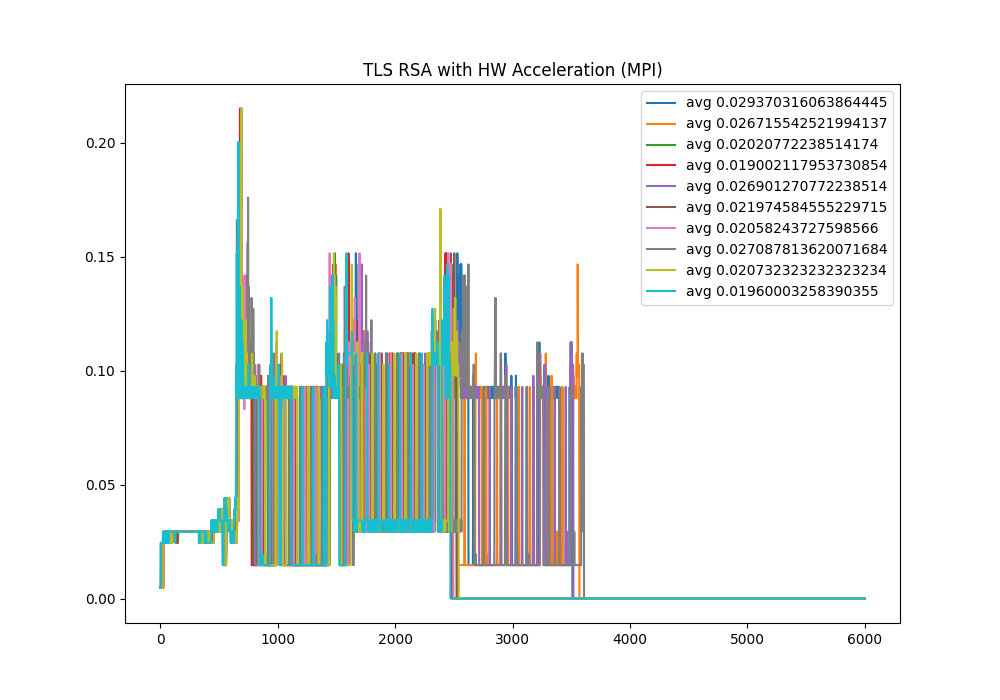 TLS RSA with HW Acceleration (MPI)
avg 0.029370316063864445
avg 0.026715542521994137
avg 0.02020772238514174
avg 0.019002117953730854
avg 0.026901270772238514
avg 0.021974584555229715
avg 0.02058243727598566
avg 0.027087813620071684
avg 0.020732323232323234
avg 0.01960003258390355
0.20
0.15
0.10
0.05
0.00
0 1000 2000 3000 4000 5000 6000